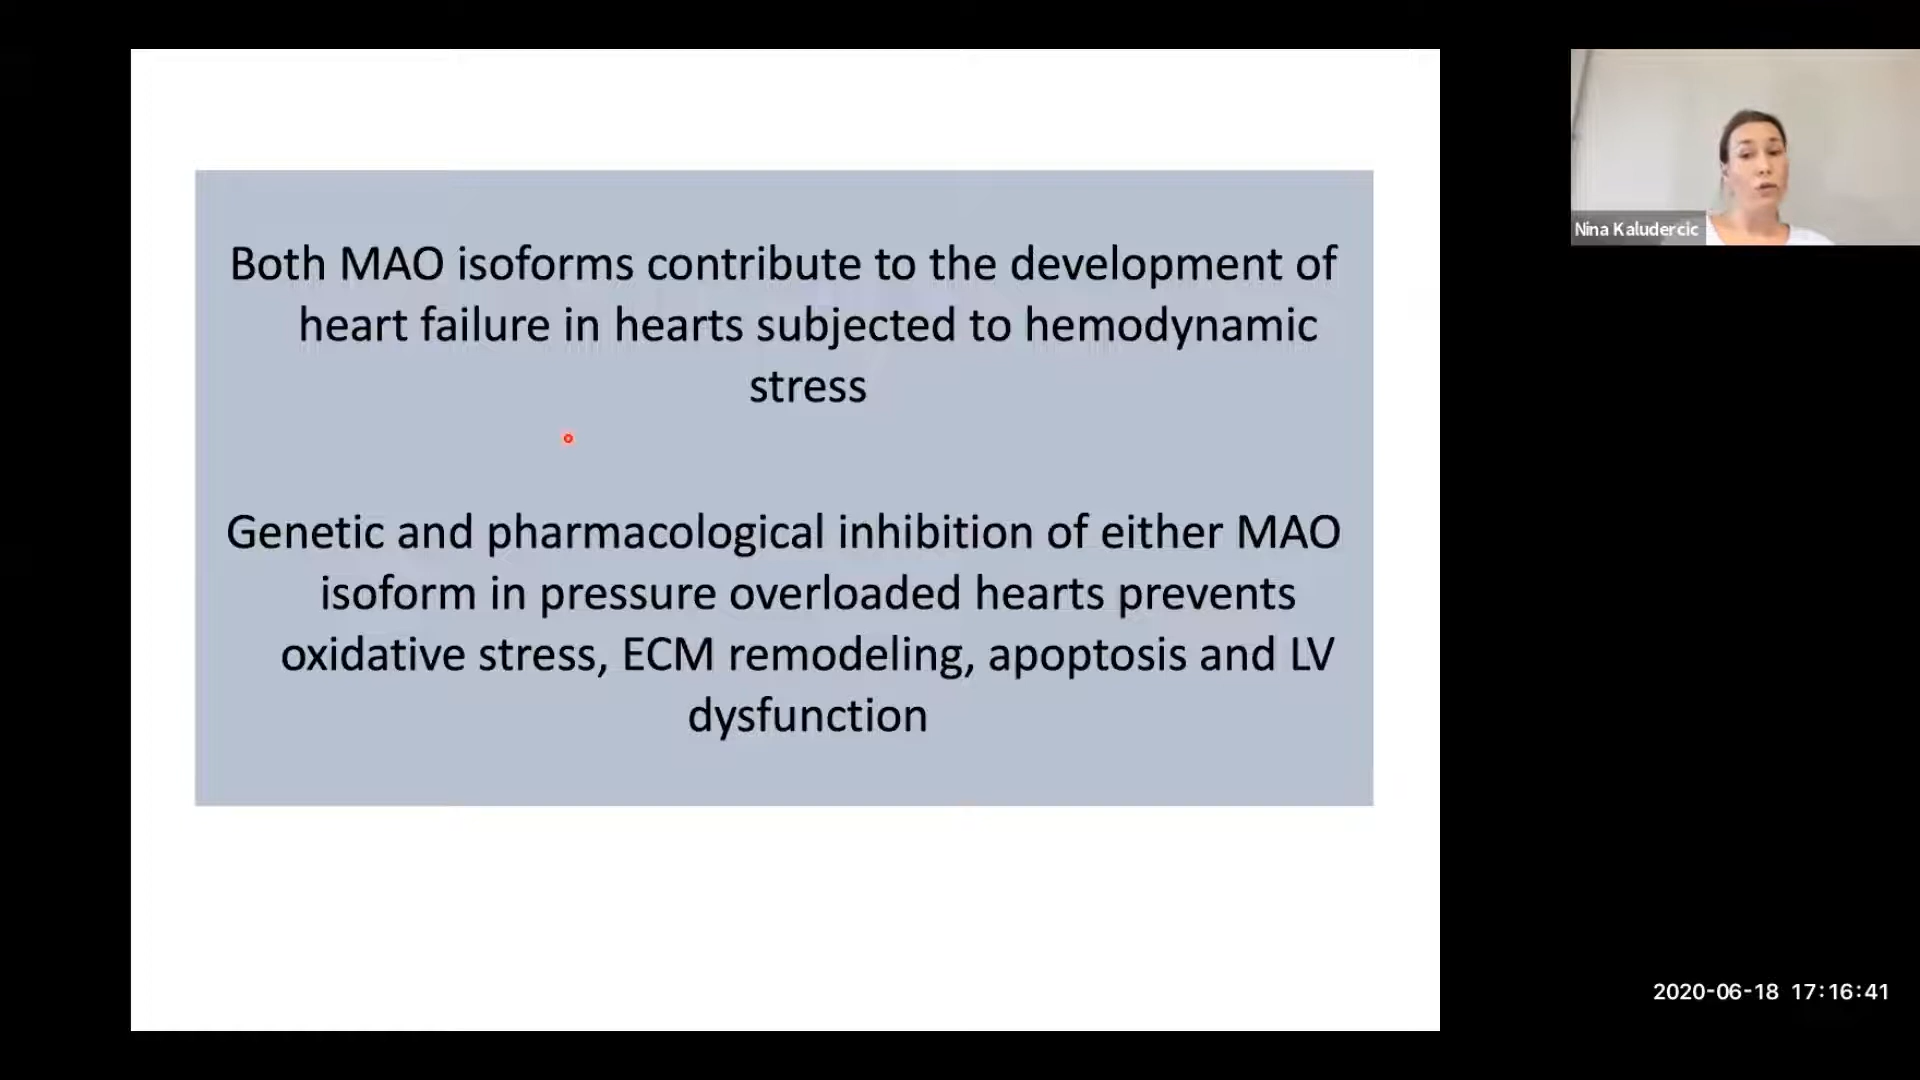 Both MAO isoforms contribute to the development of
heart failure in hearts subjected to hemodynamic
stress
Genetic and pharmacological inhibition of either MAO
isoform in pressure overloaded hearts prevents
oxidative stress, ECM remodeling, apoptosis and LV
dysfunction
Nina Kaludercic
2020-06-18 17:16:41